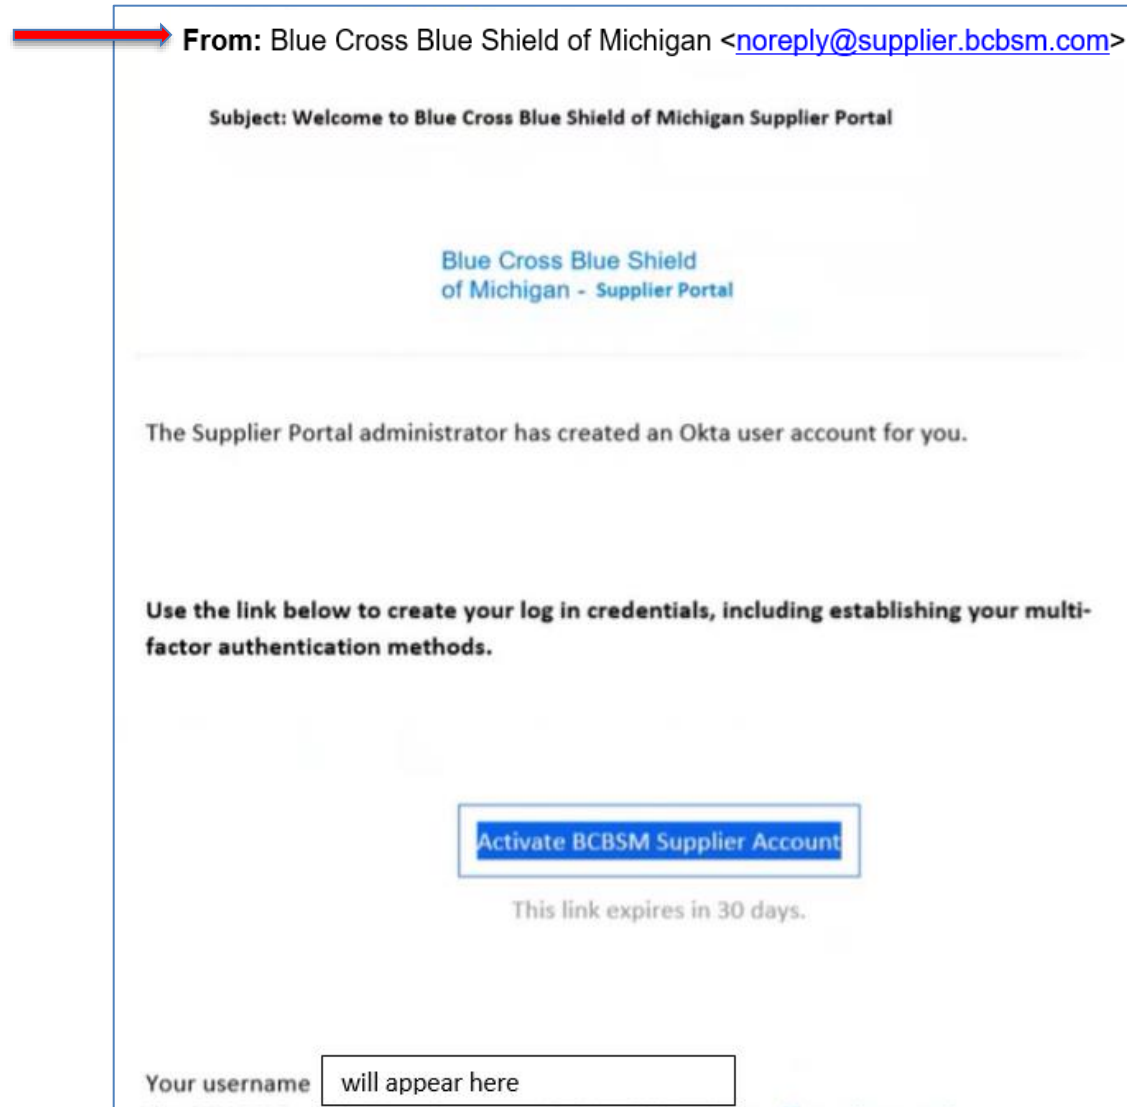 From: Blue Cross Blue Shield of Michigan <noreply@supplier.bcbsm.com>
Subject: Welcome to Blue Cross Blue Shield of Michigan Supplier Portal
Blue Cross Blue Shield
of Michigan - Supplier Portal
The Supplier Portal administrator has created an Okta user account for you.
Use the link below to create your log in credentials, including establishing your multi-
factor authentication methods.
Activate BCBSM Supplier Account
This link expires in 30 days.
Your username will appear here